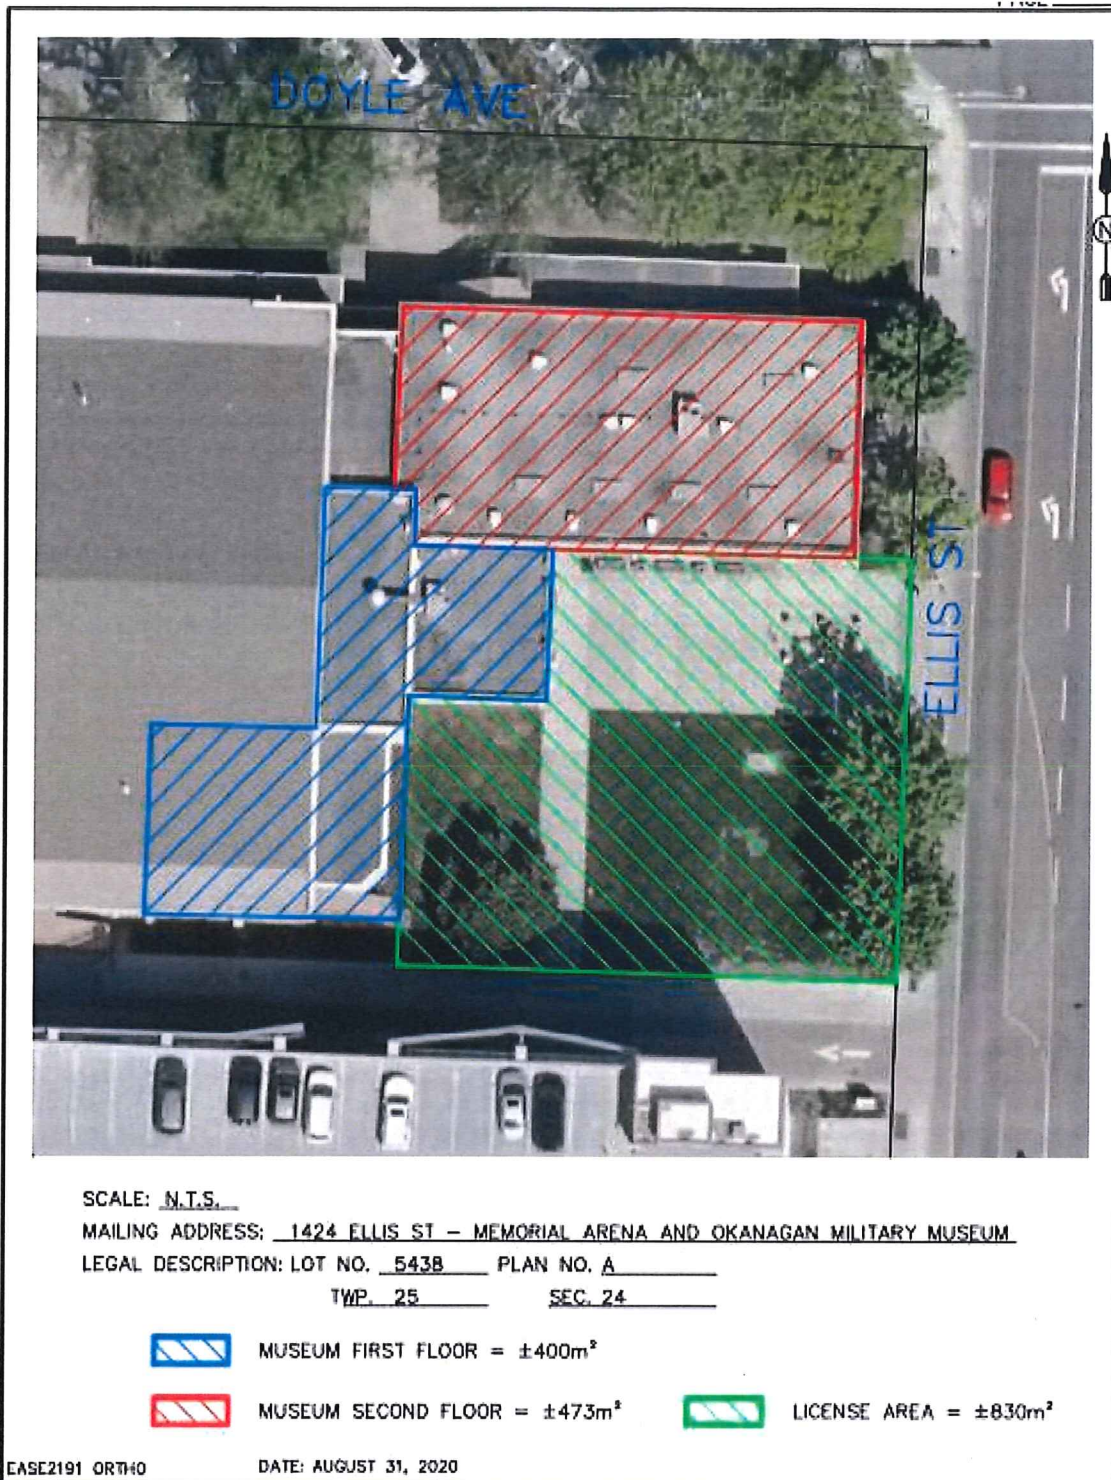 DOYLE AVE
N
ELLIS ST
SCALE: N.T.S.
MAILING ADDRESS: 1424 ELLIS ST – MEMORIAL ARENA AND OKANAGAN MILITARY MUSEUM
LEGAL DESCRIPTION: LOT NO. 5438 PLAN NO. A
TWP. 25 SEC. 24
MUSEUM FIRST FLOOR = ±400m²
MUSEUM SECOND FLOOR = ±473m² LICENSE AREA = ±830m²
EASE2191 ORTHO DATE: AUGUST 31, 2020